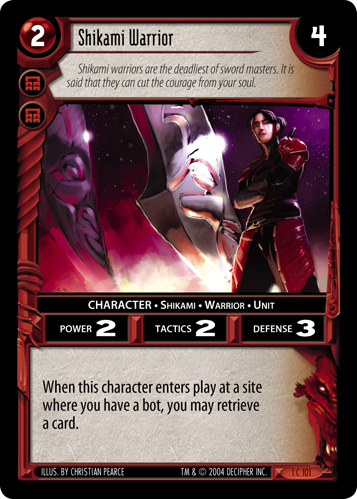 2 Shikami Warrior 4
Shikami warriors are the deadliest of sword masters. It is
said that they can cut the courage from your soul.
CHARACTER • SHIKAMI • WARRIOR • UNIT
POWER 2 TACTICS 2 DEFENSE 3
When this character enters play at a site
where you have a bot, you may retrieve
a card.
ILLUS. BY CHRISTIAN PEARCE TM & © 2004 DECIPHER INC. 1 C 101